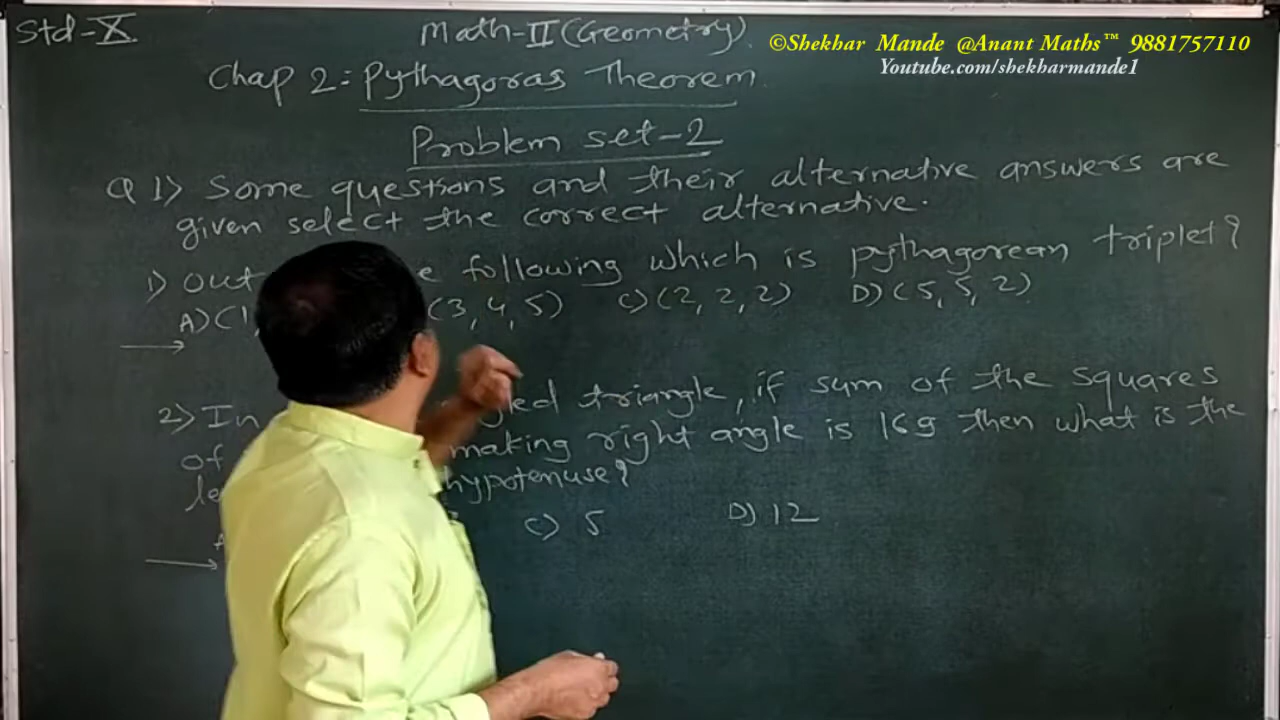 Std-X
Math-II (Geometry).
©Shekhar Mande @Anant Maths™ 9881757110
Youtube.com/shekharmande1
Chap 2: Pythagoras Theorem.
Problem set-2
Q 1) Some questions and their alternative answers are
given select the correct alternative.
1) Out following which is pythagorean triplet?
A) (1, (3, 4, 5) C) (2, 2, 2) D) (5, 5, 2)
2) In triangle, if sum of the squares
of making right angle is 169 then what is the
hypotenuse?
C) 5 D) 12